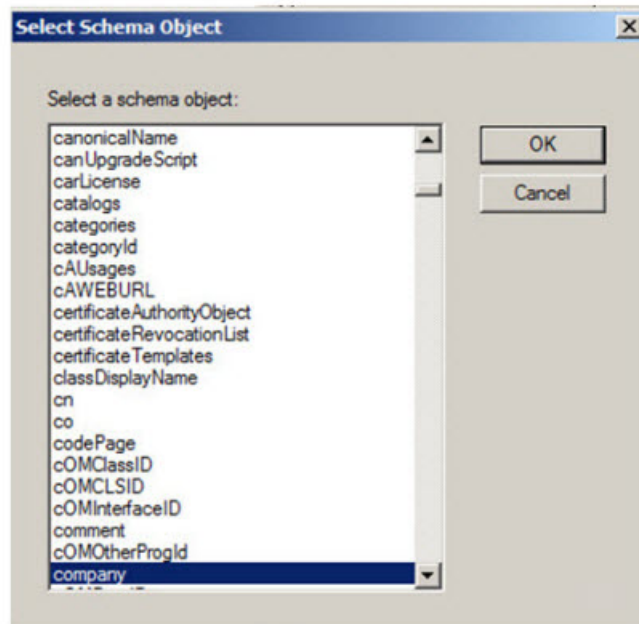 Select Schema Object
Select a schema object:
canonicalName
canUpgradeScript
carLicense
catalogs
categories
categoryId
cAUsages
cAWEBURL
certificateAuthorityObject
certificateRevocationList
certificateTemplates
classDisplayName
cn
co
codePage
cOMClassID
cOMCLSID
cOMInterfaceID
comment
cOMOtherProgId
company
OK
Cancel